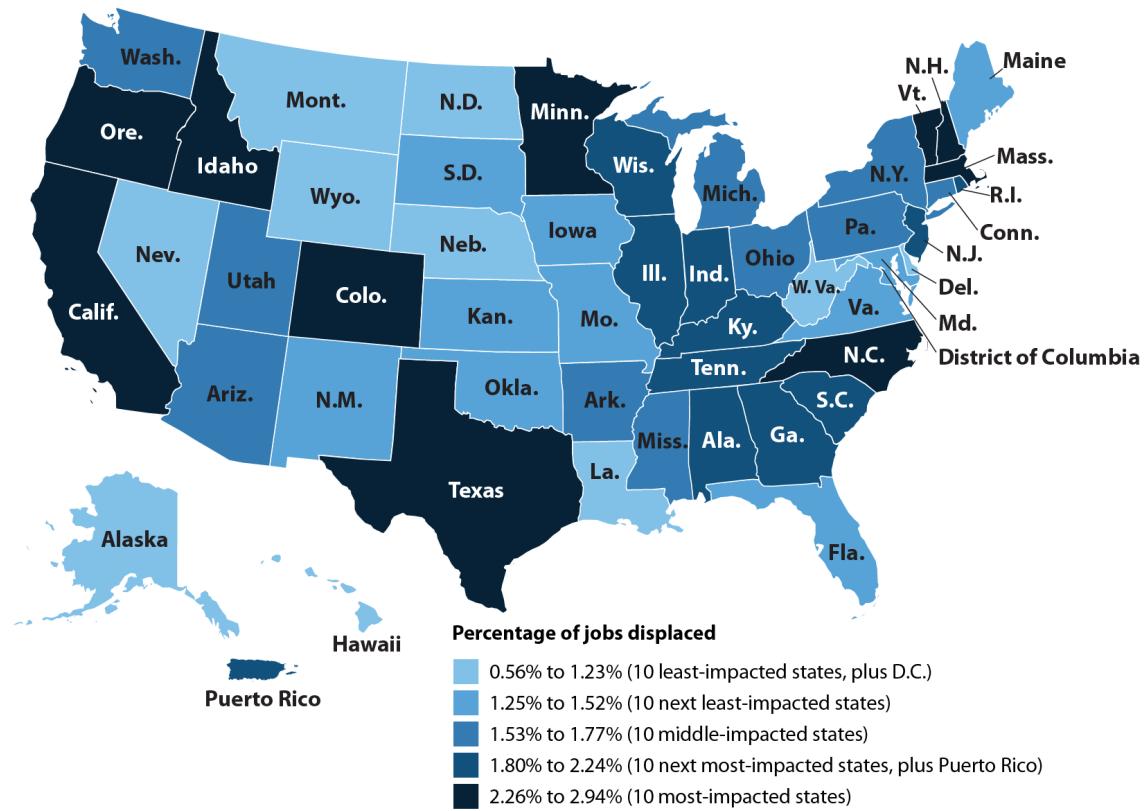 Wash.
Mont.
N.D.
Minn.
N.H.
Maine
Vt.
Ore.
Idaho
S.D.
Wis.
Mass.
Wyo.
Mich.
N.Y.
R.I.
Nev.
Neb.
Iowa
Pa.
Conn.
Utah
Colo.
Ill.
Ind.
Ohio
N.J.
Calif.
Kan.
Mo.
W. Va.
Va.
Del.
Md.
Ky.
N.C.
District of Columbia
Ariz.
N.M.
Okla.
Ark.
Tenn.
S.C.
Miss.
Ala.
Ga.
Texas
La.
Alaska
Fla.
Hawaii
Puerto Rico
Percentage of jobs displaced
0.56% to 1.23% (10 least-impacted states, plus D.C.)
1.25% to 1.52% (10 next least-impacted states)
1.53% to 1.77% (10 middle-impacted states)
1.80% to 2.24% (10 next most-impacted states, plus Puerto Rico)
2.26% to 2.94% (10 most-impacted states)